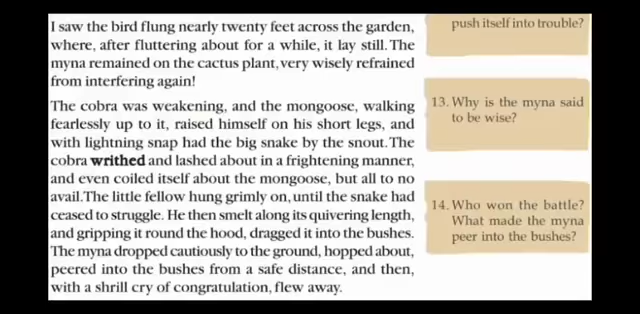 I saw the bird flung nearly twenty feet across the garden,
where, after fluttering about for a while, it lay still. The
myna remained on the cactus plant, very wisely refrained
from interfering again!
The cobra was weakening, and the mongoose, walking
fearlessly up to it, raised himself on his short legs, and
with lightning snap had the big snake by the snout. The
cobra writhed and lashed about in a frightening manner,
and even coiled itself about the mongoose, but all to no
avail. The little fellow hung grimly on, until the snake had
ceased to struggle. He then smelt along its quivering length,
and gripping it round the hood, dragged it into the bushes.
The myna dropped cautiously to the ground, hopped about,
peered into the bushes from a safe distance, and then,
with a shrill cry of congratulation, flew away.
push itself into trouble?
13. Why is the myna said
to be wise?
14. Who won the battle?
What made the myna
peer into the bushes?